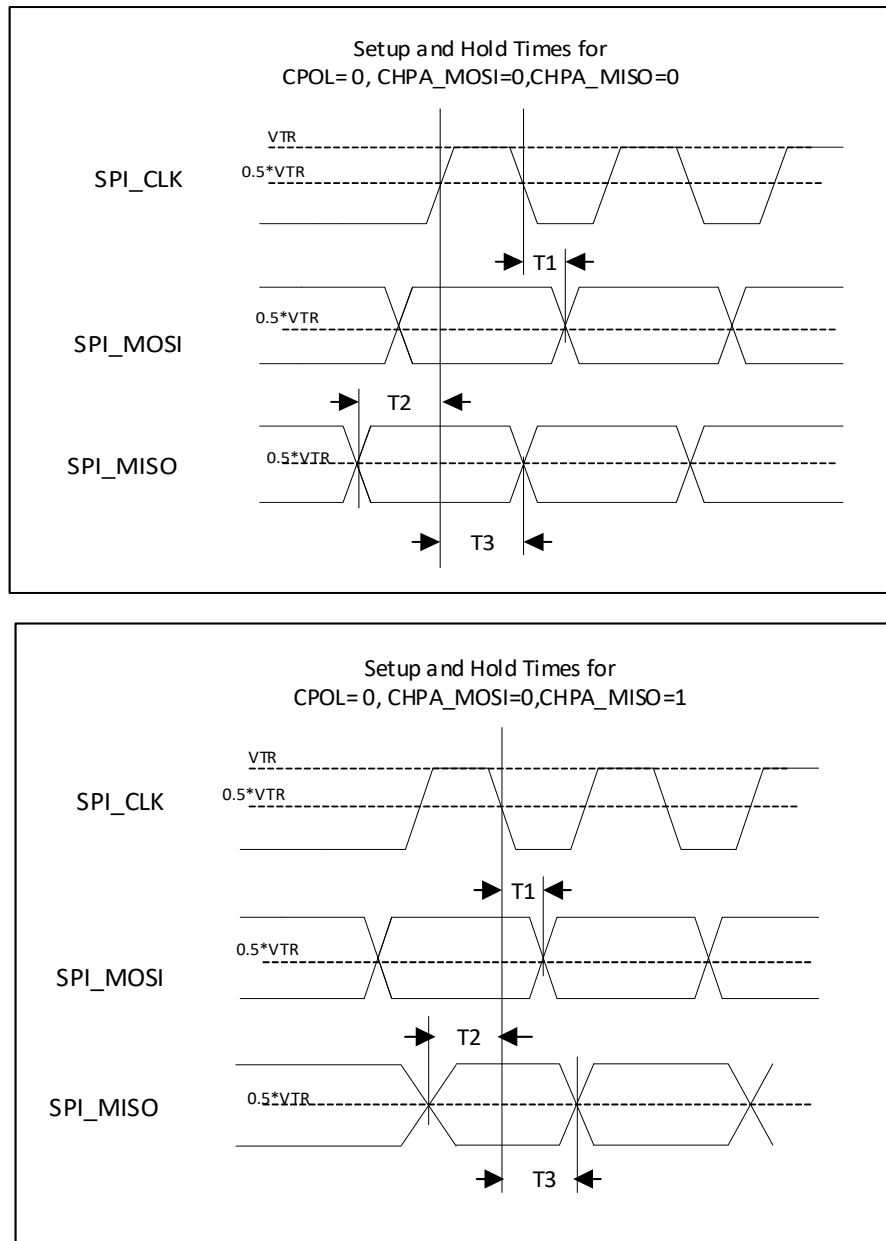 Setup and Hold Times for
CPOL= 0, CHPA_MOSI=0,CHPA_MISO=0
VTR
0.5*VTR
SPI_CLK
T1
0.5*VTR
SPI_MOSI
T2
0.5*VTR
SPI_MISO
T3
Setup and Hold Times for
CPOL= 0, CHPA_MOSI=0,CHPA_MISO=1
VTR
0.5*VTR
SPI_CLK
T1
0.5*VTR
SPI_MOSI
T2
0.5*VTR
SPI_MISO
T3